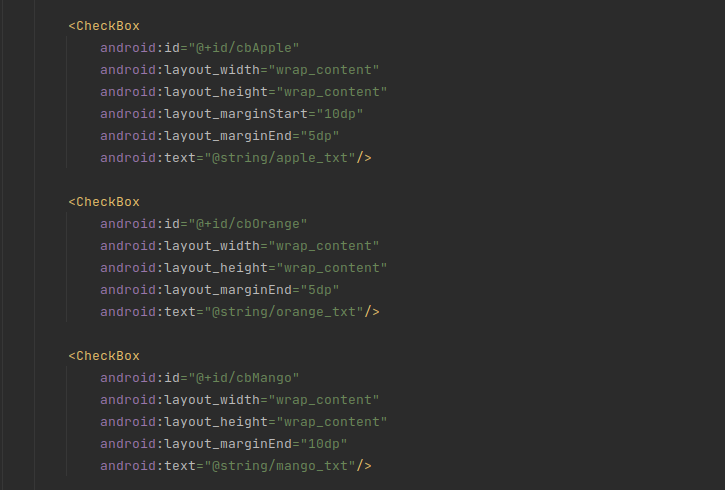 <CheckBox
android:id="@+id/cbApple"
android:layout_width="wrap_content"
android:layout_height="wrap_content"
android:layout_marginStart="10dp"
android:layout_marginEnd="5dp"
android:text="@string/apple_txt"/>
<CheckBox
android:id="@+id/cbOrange"
android:layout_width="wrap_content"
android:layout_height="wrap_content"
android:layout_marginEnd="5dp"
android:text="@string/orange_txt"/>
<CheckBox
android:id="@+id/cbMango"
android:layout_width="wrap_content"
android:layout_height="wrap_content"
android:layout_marginEnd="10dp"
android:text="@string/mango_txt"/>